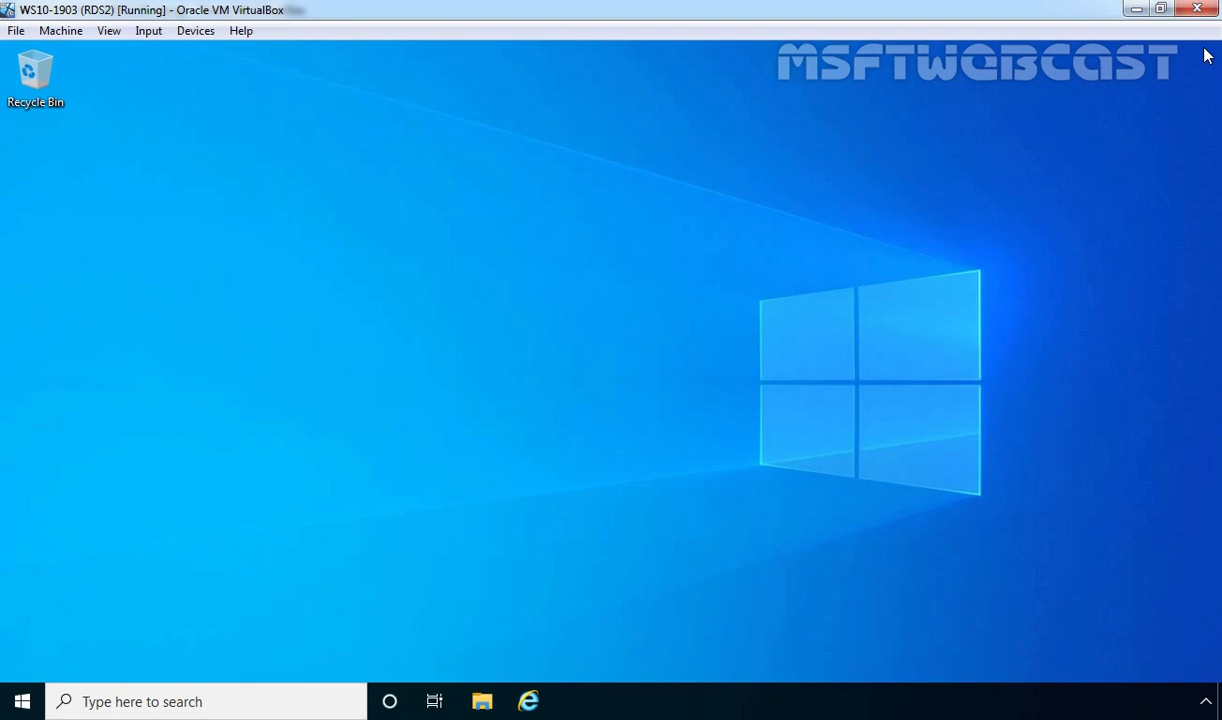 WS10-1903 (RDS2) [Running] - Oracle VM VirtualBox
File Machine View Input Devices Help
MSFTWEBCAST
Recycle Bin
Type here to search